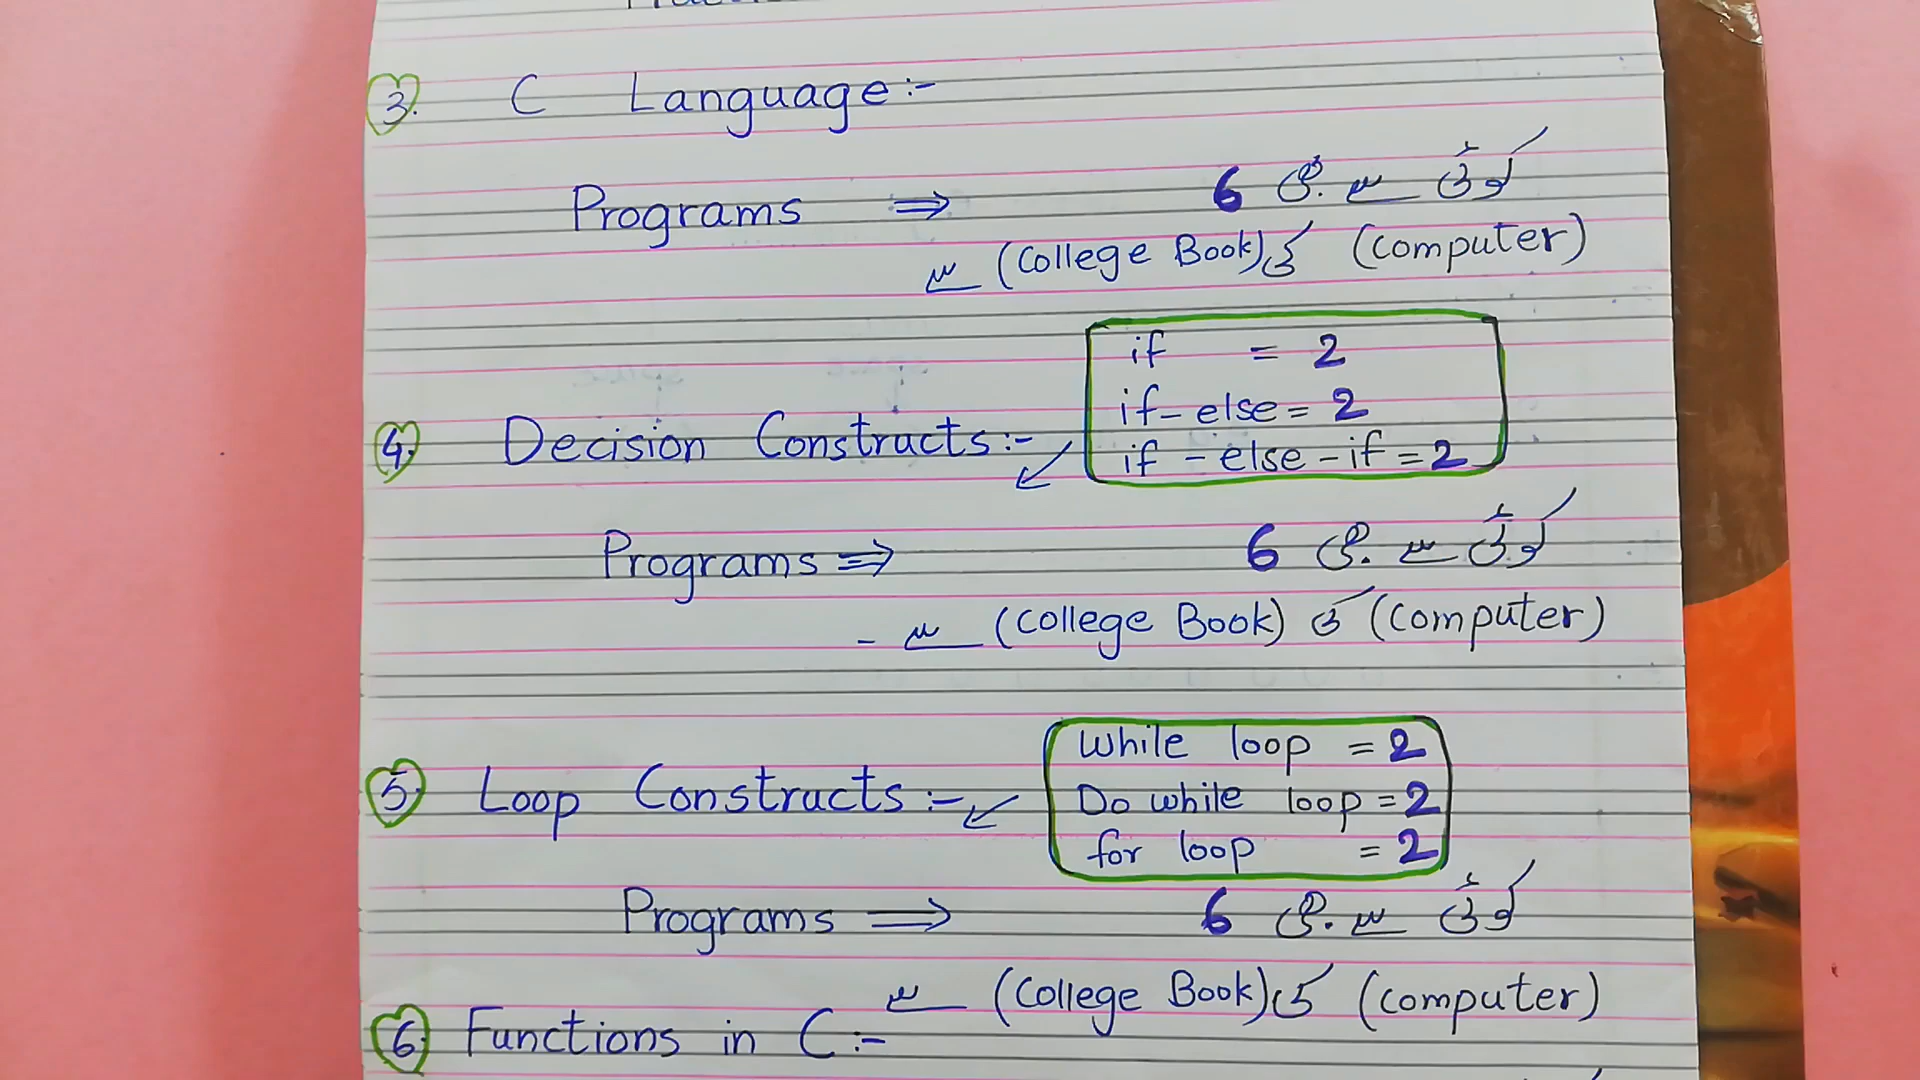 3. C Language:-
Programs ⇒ کوئی سے بھی 6
(Computer) کی (College Book) سے
if = 2
if-else = 2
if-else-if = 2
4. Decision Constructs:-
Programs ⇒ کوئی سے بھی 6
(Computer) کی (College Book) سے -
While loop = 2
Do while loop = 2
for loop = 2
5. Loop Constructs:-
Programs ⇒ کوئی سے بھی 6
(Computer) کی (College Book) سے
6. Functions in C:-